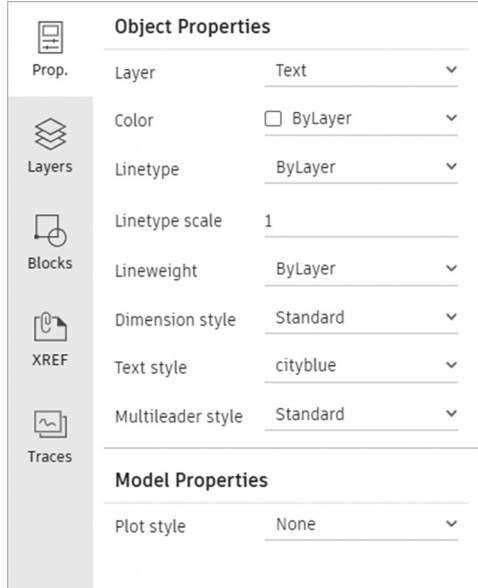 Prop.
Layers
Blocks
XREF
Traces
Object Properties
Layer Text
Color ByLayer
Linetype ByLayer
Linetype scale 1
Lineweight ByLayer
Dimension style Standard
Text style cityblue
Multileader style Standard
Model Properties
Plot style None